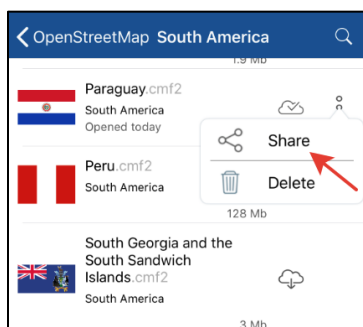 OpenStreetMap South America
1.9 Mb
Paraguay.cmf2
South America
Opened today
Share
Peru.cmf2
South America
Delete
128 Mb
South Georgia and the
South Sandwich
Islands.cmf2
South America
3 Mb